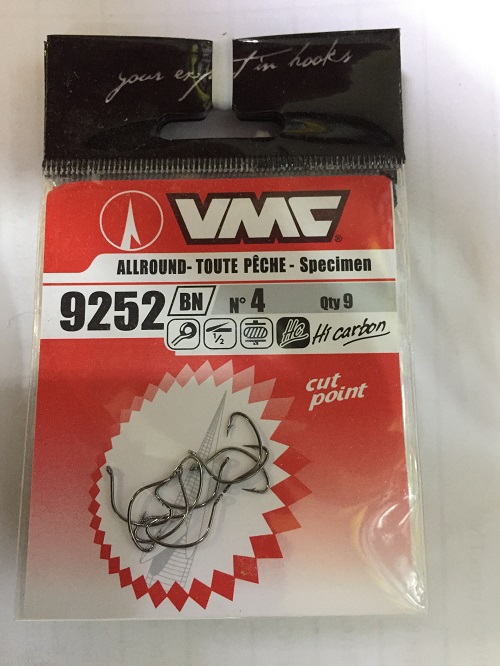 your expert in hooks
VMC®
ALLROUND- TOUTE PÊCHE - Specimen
9252 BN N° 4 Qty 9
1/2 HC Hi carbon
cut
point